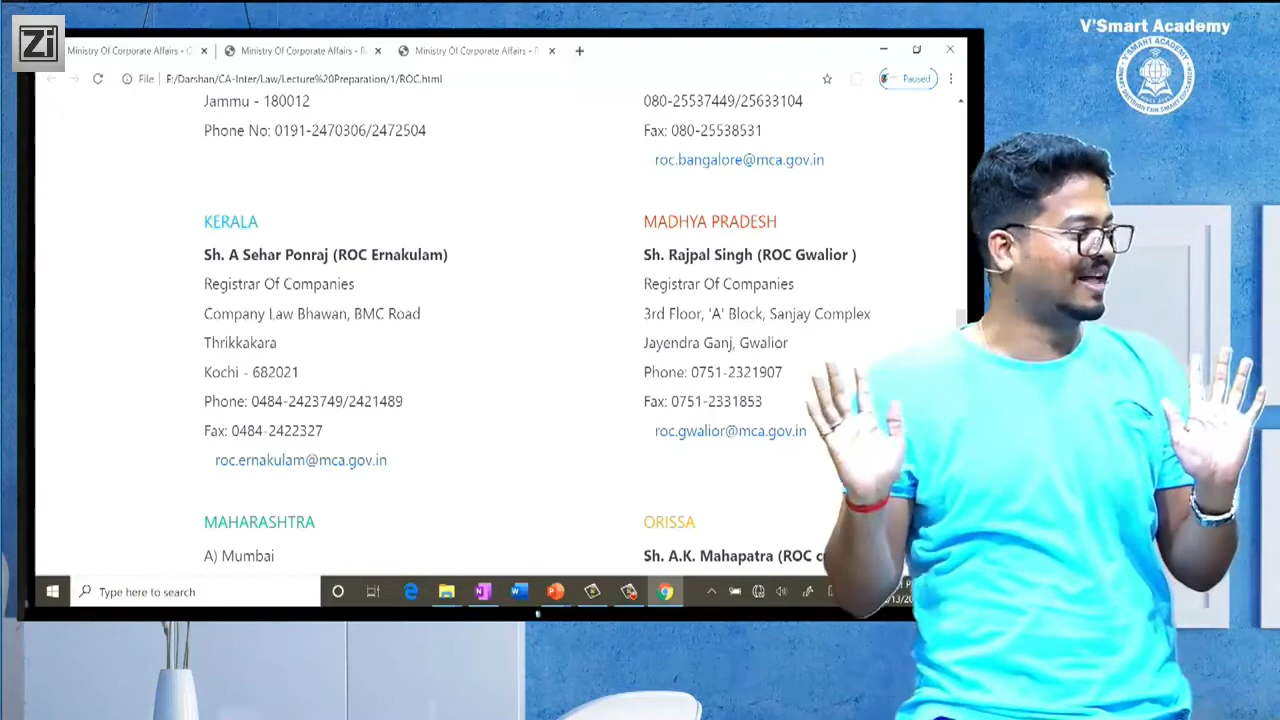 V'Smart Academy
Zi
Ministry Of Corporate Affairs - C
Ministry Of Corporate Affairs - R
Ministry Of Corporate Affairs - R
File
E:/Darshan/CA-Inter/Law/Lecture%20Preparation/1/ROC.html
Paused
Jammu - 180012
Phone No: 0191-2470306/2472504
080-25537449/25633104
Fax: 080-25538531
roc.bangalore@mca.gov.in
KERALA
Sh. A Sehar Ponraj (ROC Ernakulam)
Registrar Of Companies
Company Law Bhawan, BMC Road
Thrikkakara
Kochi - 682021
Phone: 0484-2423749/2421489
Fax: 0484-2422327
roc.ernakulam@mca.gov.in
MADHYA PRADESH
Sh. Rajpal Singh (ROC Gwalior )
Registrar Of Companies
3rd Floor, 'A' Block, Sanjay Complex
Jayendra Ganj, Gwalior
Phone: 0751-2321907
Fax: 0751-2331853
roc.gwalior@mca.gov.in
MAHARASHTRA
A) Mumbai
ORISSA
Sh. A.K. Mahapatra (ROC c
Type here to search